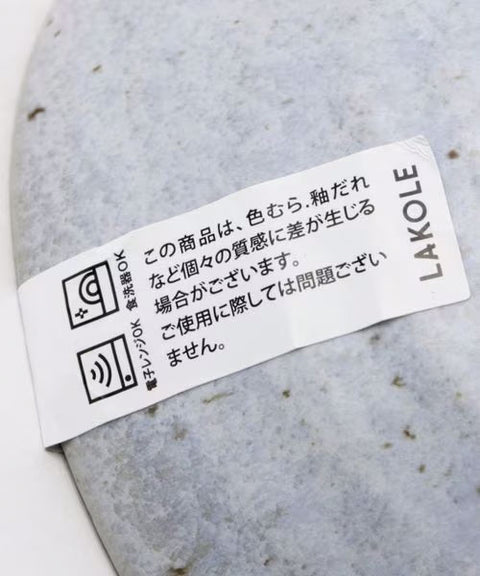 この商品は、色むら.釉だれ
など個々の質感に差が生じる
場合がございます。
ご使用に際しては問題ござい
ません。
食洗器OK
電子レンジOK
LAKOLE